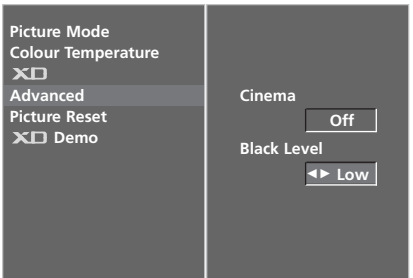 Picture Mode
Colour Temperature
XD
Advanced
Picture Reset
XD Demo
Cinema
Off
Black Level
◄► Low